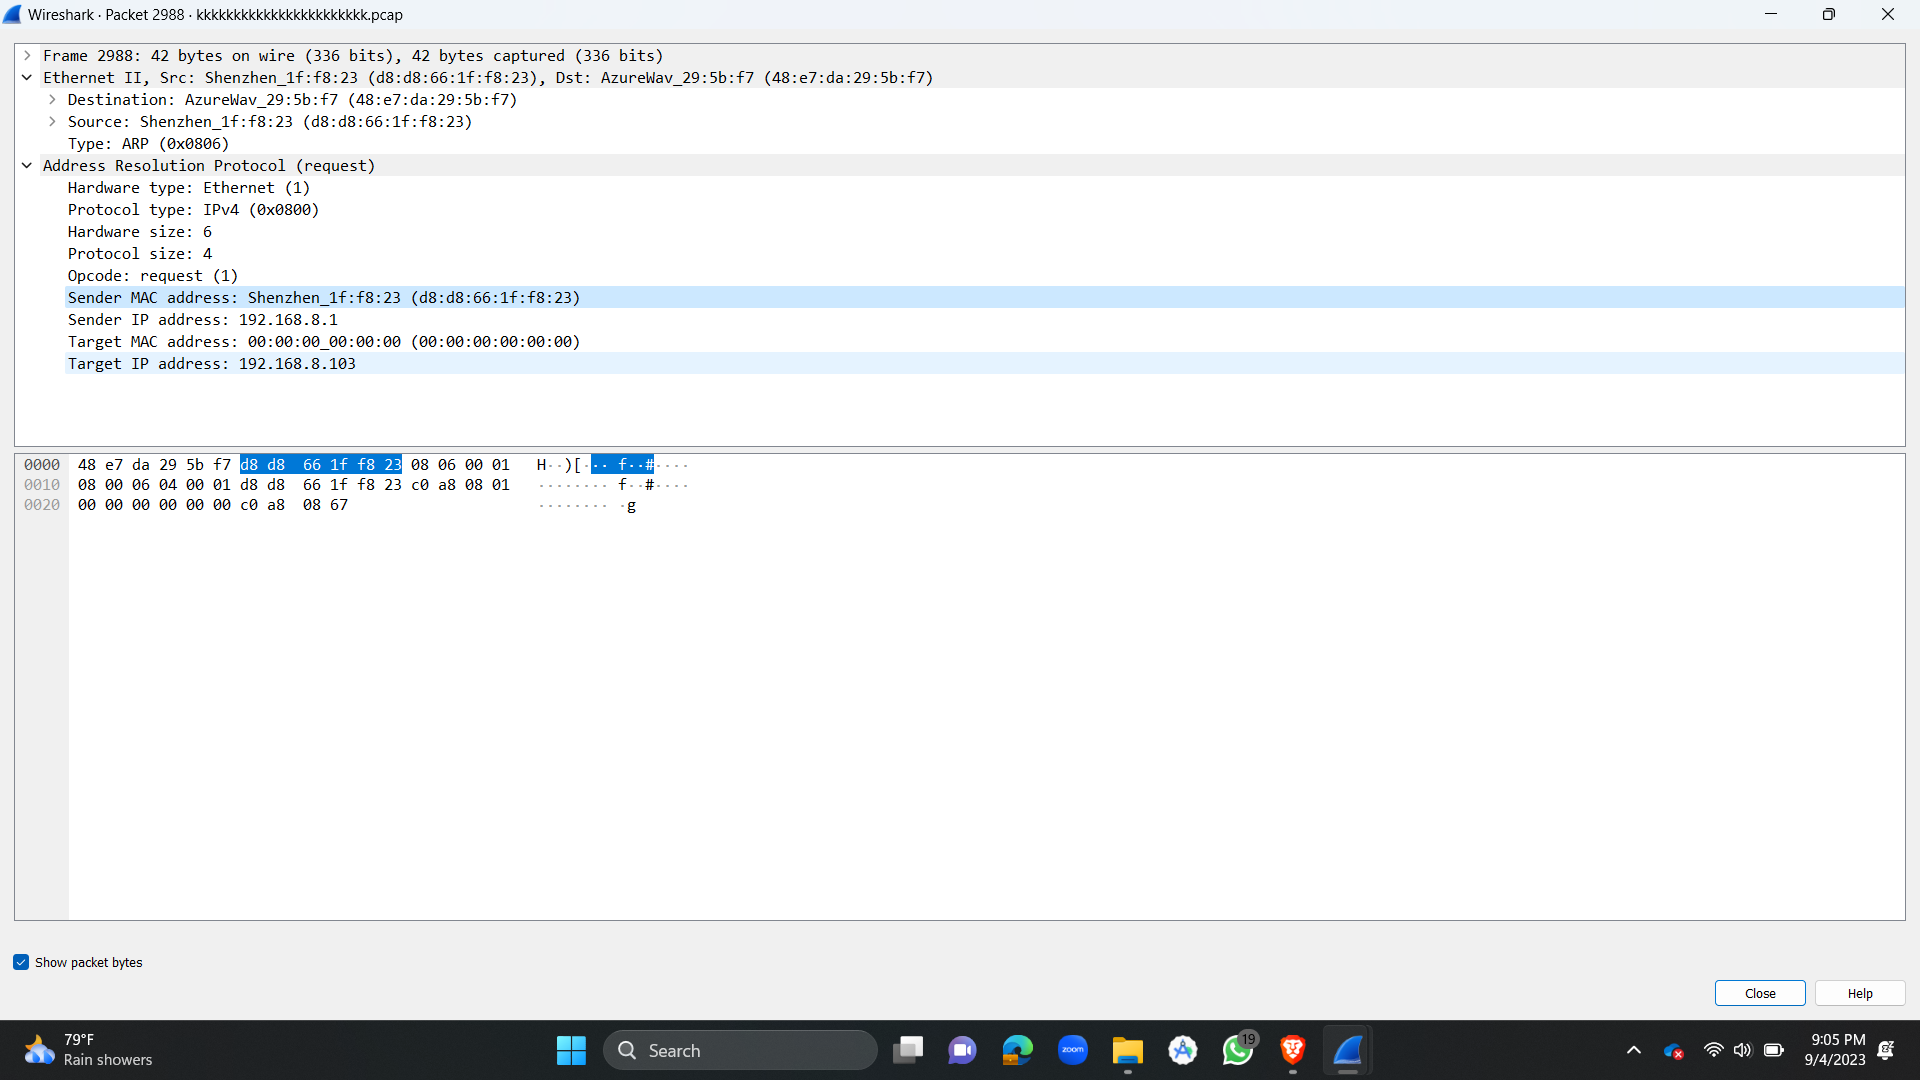 Wireshark · Packet 2988 · kkkkkkkkkkkkkkkkkkkkkkk.pcap
Frame 2988: 42 bytes on wire (336 bits), 42 bytes captured (336 bits)
Ethernet II, Src: Shenzhen_1f:f8:23 (d8:d8:66:1f:f8:23), Dst: AzureWav_29:5b:f7 (48:e7:da:29:5b:f7)
Destination: AzureWav_29:5b:f7 (48:e7:da:29:5b:f7)
Source: Shenzhen_1f:f8:23 (d8:d8:66:1f:f8:23)
Type: ARP (0x0806)
Address Resolution Protocol (request)
Hardware type: Ethernet (1)
Protocol type: IPv4 (0x0800)
Hardware size: 6
Protocol size: 4
Opcode: request (1)
Sender MAC address: Shenzhen_1f:f8:23 (d8:d8:66:1f:f8:23)
Sender IP address: 192.168.8.1
Target MAC address: 00:00:00_00:00:00 (00:00:00:00:00:00)
Target IP address: 192.168.8.103
0000 48 e7 da 29 5b f7 d8 d8 66 1f f8 23 08 06 00 01 H··)[··· f··#····
0010 08 00 06 04 00 01 d8 d8 66 1f f8 23 c0 a8 08 01 ········ f··#····
0020 00 00 00 00 00 00 c0 a8 08 67 ········ ·g
Show packet bytes
Close Help
79°F
Rain showers
Search
zoom
19
9:05 PM
9/4/2023